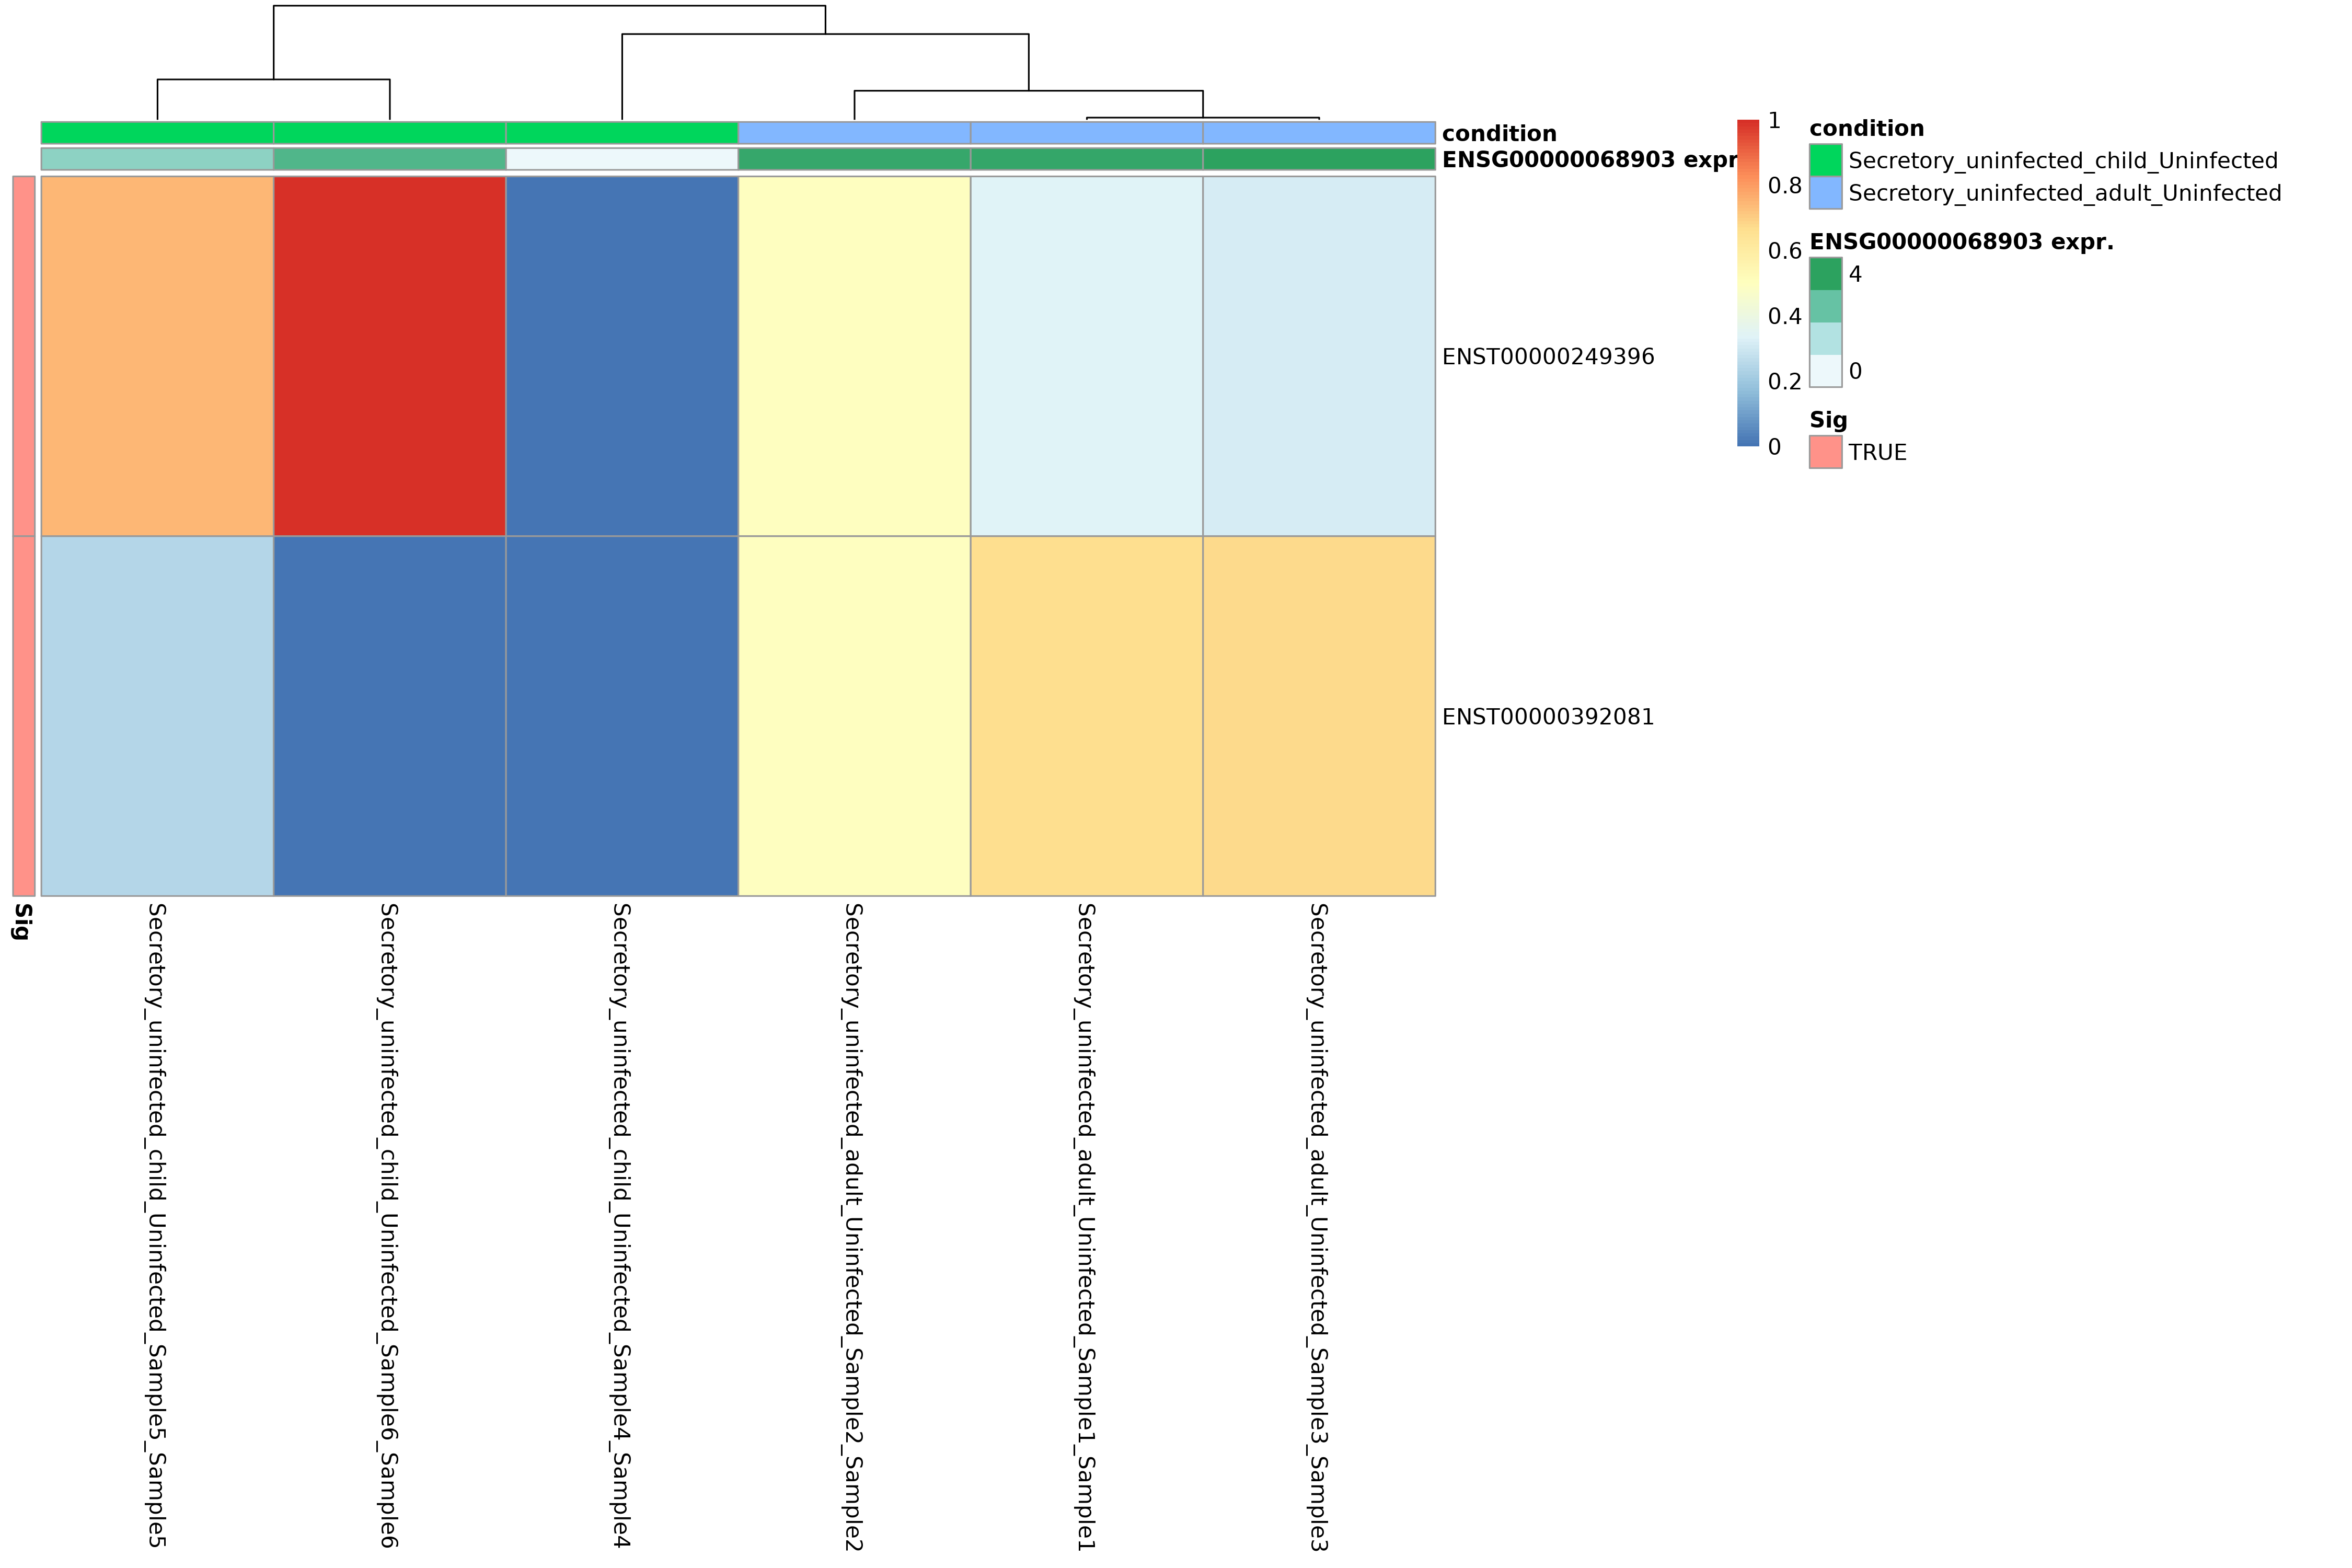 condition
ENSG00000068903 expr
1
0.8
0.6
0.4
0.2
0
condition
Secretory_uninfected_child_Uninfected
Secretory_uninfected_adult_Uninfected
ENSG00000068903 expr.
4
0
Sig
TRUE
ENST00000249396
ENST00000392081
Sig
Secretory_uninfected_child_Uninfected_Sample5_Sample5
Secretory_uninfected_child_Uninfected_Sample6_Sample6
Secretory_uninfected_child_Uninfected_Sample4_Sample4
Secretory_uninfected_adult_Uninfected_Sample2_Sample2
Secretory_uninfected_adult_Uninfected_Sample1_Sample1
Secretory_uninfected_adult_Uninfected_Sample3_Sample3